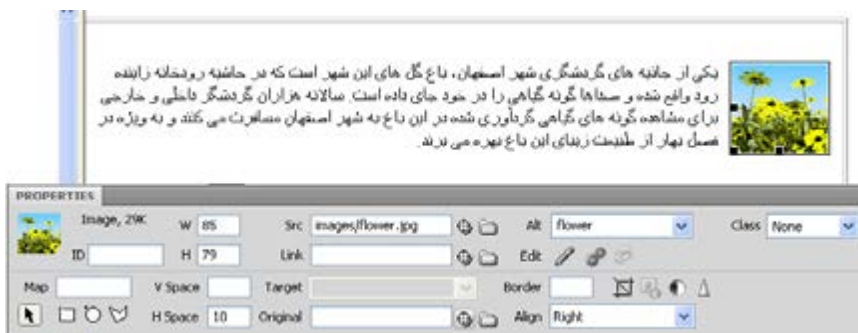 یکی از جاذبه های گردشگری شهر اصفهان، باغ گل های این شهر است که در حاشیه رودخانه زاینده
رود واقع شده و صدها گونه گیاهی را در خود جای داده است. سالانه هزاران گردشگر داخلی و خارجی
برای مشاهده گونه های گیاهی گردآوری شده در این باغ به شهر اصفهان مسافرت می کنند و به ویژه در
فصل بهار از طبیعت زیبای این باغ بهره می برند.
PROPERTIES
Image, 29K W 85 Src images/flower.jpg Alt flower Class None
ID H 79 Link Edit
Map V Space Target Border
H Space 10 Original Align Right